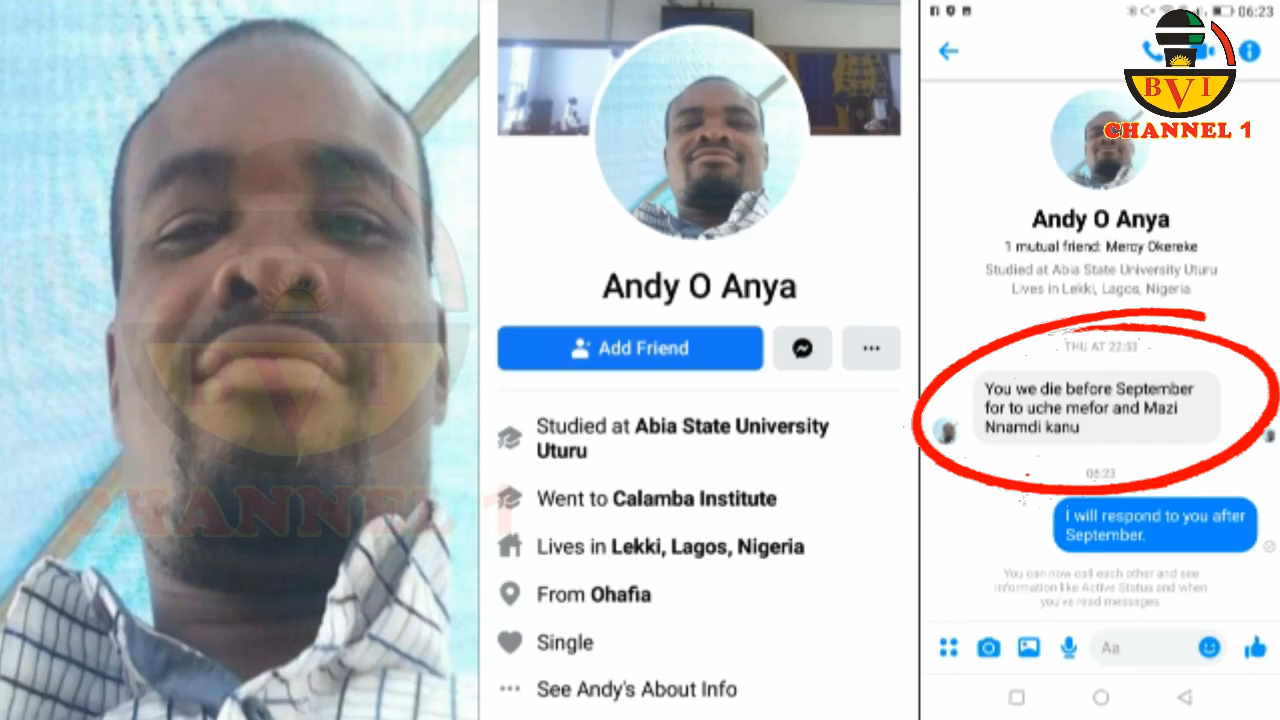 BVI
CHANNEL 1
Andy O Anya
Add Friend
Studied at Abia State University
Uturu
Went to Calamba Institute
Lives in Lekki, Lagos, Nigeria
From Ohafia
Single
See Andy's About Info
06:23
BVI
CHANNEL 1
Andy O Anya
1 mutual friend: Mercy Okereke
Studied at Abia State University Uturu
Lives in Lekki, Lagos, Nigeria
THU AT 22:53
You we die before September
for to uche mefor and Mazi
Nnamdi kanu
06:23
I will respond to you after
September.
You can now call each other and see
information like Active Status and when
you've read messages.
Aa